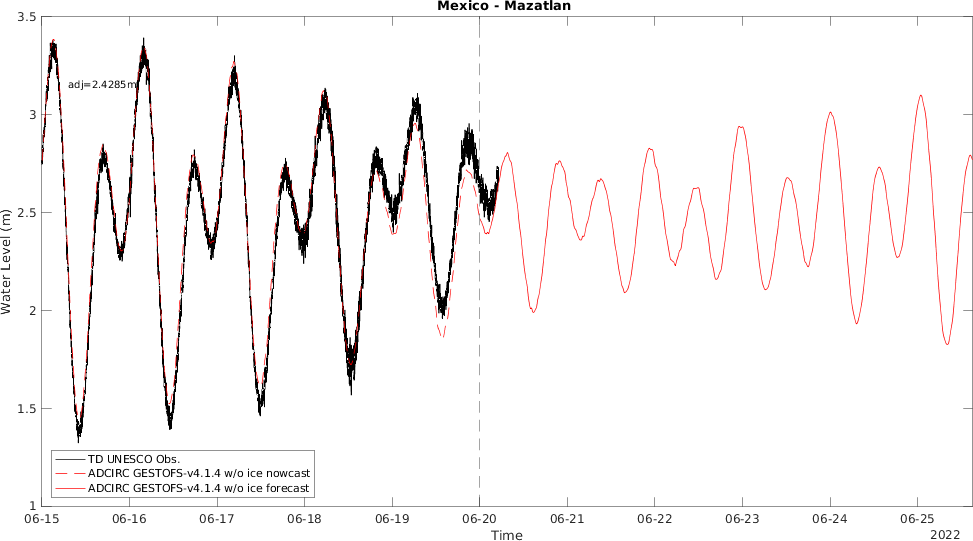 Mexico - Mazatlan
3.5
3
2.5
2
1.5
1
Water Level (m)
adj=2.4285m
TD UNESCO Obs.
ADCIRC GESTOFS-v4.1.4 w/o ice nowcast
ADCIRC GESTOFS-v4.1.4 w/o ice forecast
06-15 06-16 06-17 06-18 06-19 06-20 06-21 06-22 06-23 06-24 06-25
Time
2022